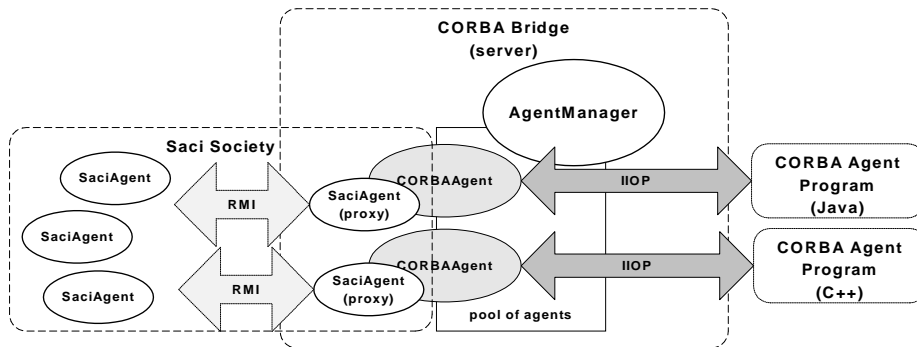 CORBA Bridge
(server)
AgentManager
Saci Society
SaciAgent
SaciAgent
SaciAgent
RMI
RMI
SaciAgent
(proxy)
CORBAAgent
SaciAgent
(proxy)
CORBAAgent
IIOP
IIOP
pool of agents
CORBA Agent
Program
(Java)
CORBA Agent
Program
(C++)